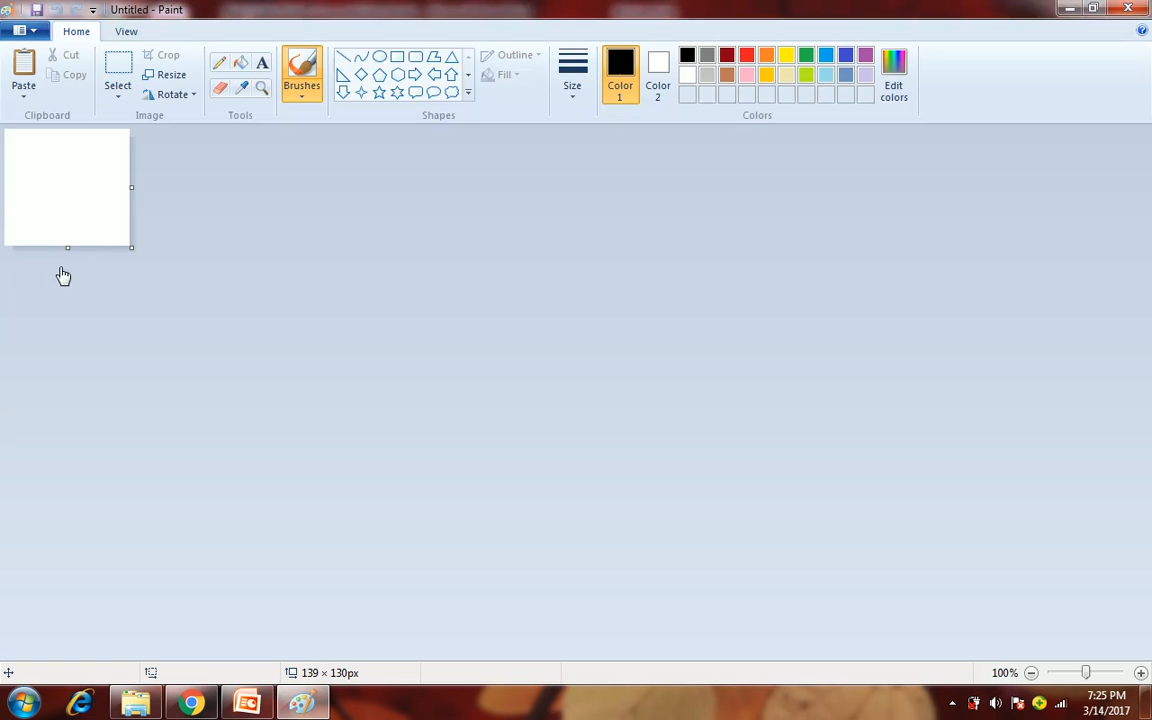 Untitled - Paint
Home
View
Paste
Cut
Copy
Clipboard
Select
Crop
Resize
Rotate
Image
A
Tools
Brushes
Outline
Fill
Shapes
Size
Color
1
Color
2
Edit
colors
Colors
139 × 130px
100%
7:25 PM
3/14/2017